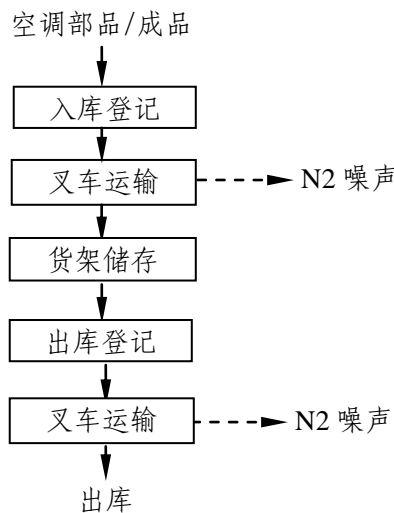 空调部品/成品
入库登记
叉车运输
N2 噪声
货架储存
出库登记
叉车运输
N2 噪声
出库